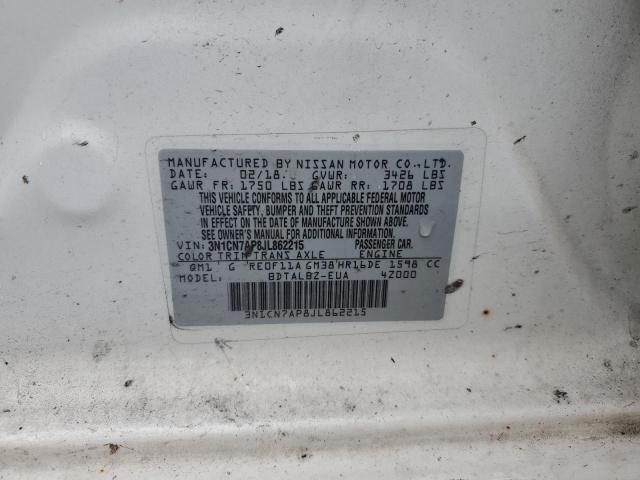 MANUFACTURED BY NISSAN MOTOR CO.,LTD.
DATE: 02/18. GVWR: 3426 LBS
GAWR FR: 1750 LBS GAWR RR: 1708 LBS
THIS VEHICLE CONFORMS TO ALL APPLICABLE FEDERAL MOTOR
VEHICLE SAFETY, BUMPER AND THEFT PREVENTION STANDARDS
IN EFFECT ON THE DATE OF MANUFACTURE SHOWN ABOVE.
SEE OWNER'S MANUAL FOR ADDITIONAL INFORMATION.
VIN: 3N1CN7AP8JL862215 PASSENGER CAR.
COLOR TRIM TRANS AXLE ENGINE
QM1 G RE0F11A GM38 HR16DE 1598 CC
MODEL: BDTALBZ-EUA 4Z000
3N1CN7AP8JL862215